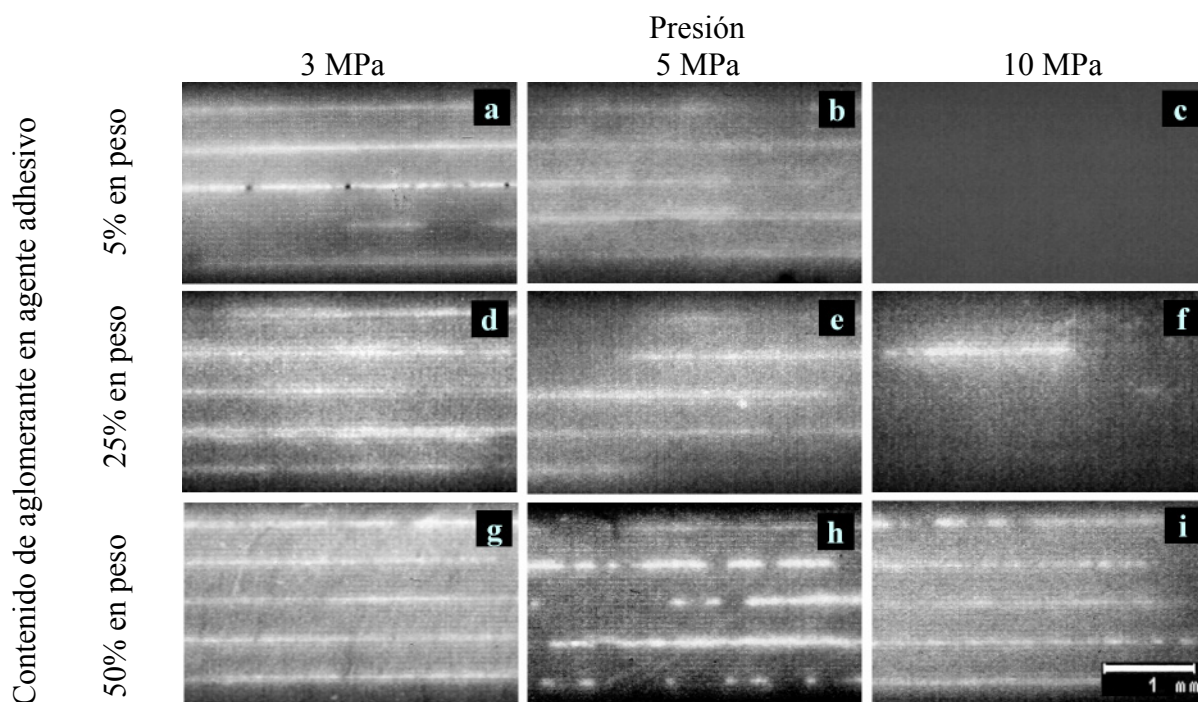 Presión
3 MPa 5 MPa 10 MPa
Contenido de aglomerante en agente adhesivo
5% en peso
a b c
25% en peso
d e f
50% en peso
g h i
1 mm